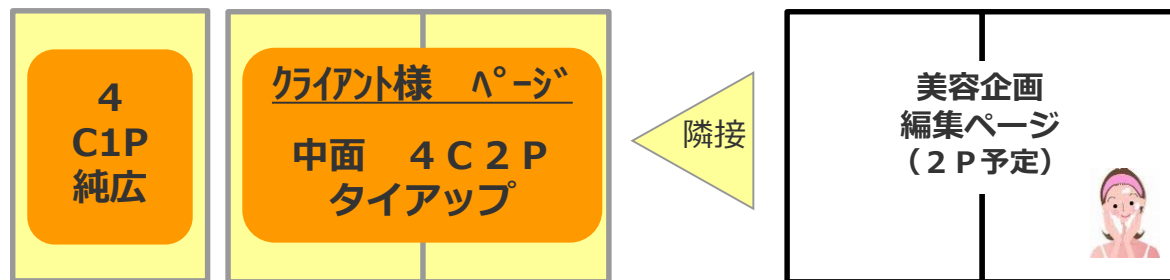 4
C1P
純広
ｸﾗｲｱﾝﾄ様　ﾍﾟｰｼﾞ
中面　４C２P
タイアップ
隣接
美容企画
編集ページ
（２Ｐ予定）